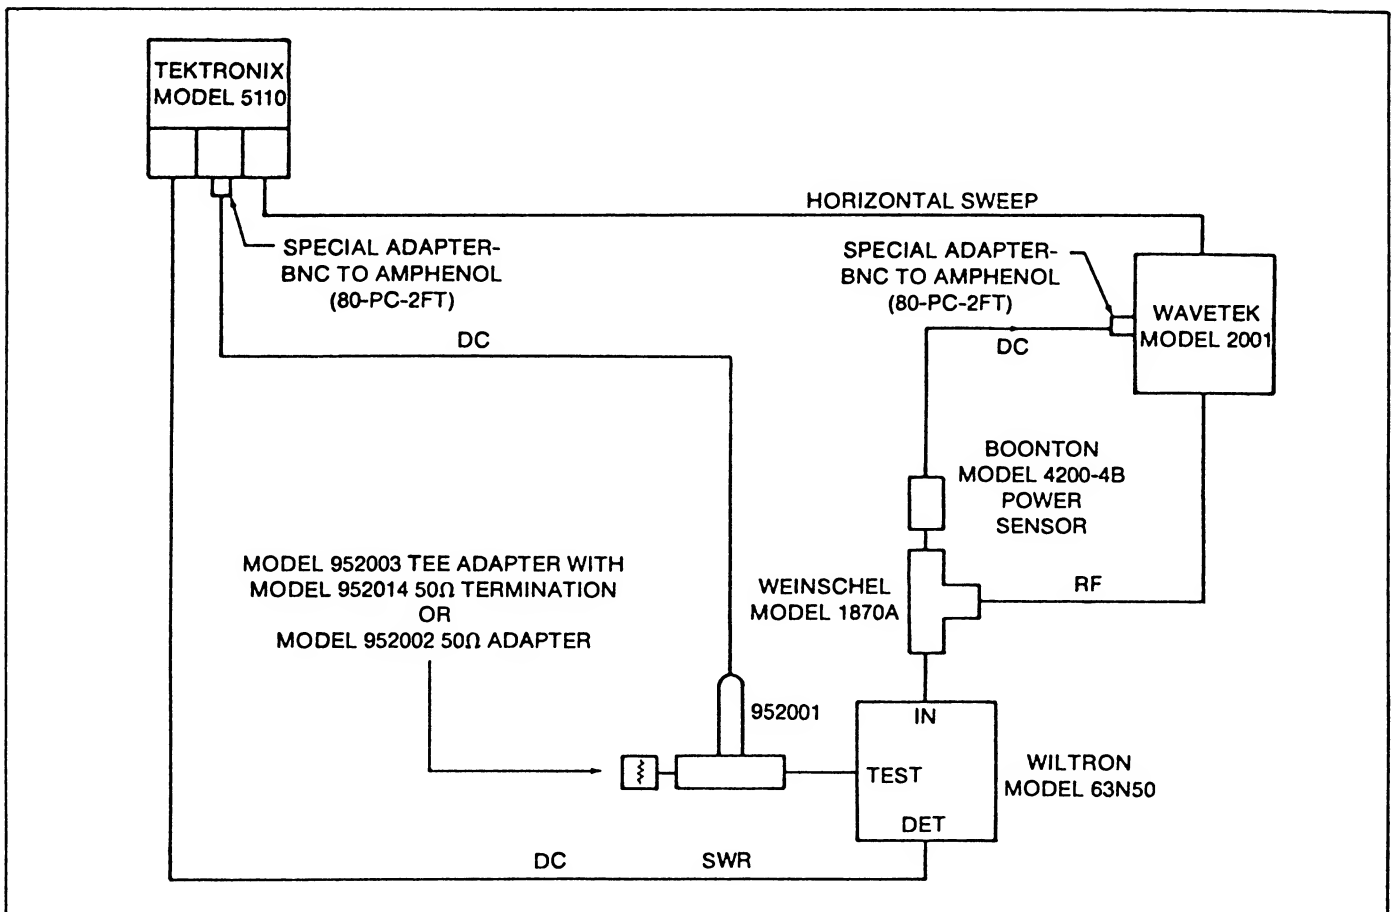 TEKTRONIX
MODEL 5110
HORIZONTAL SWEEP
SPECIAL ADAPTER-
BNC TO AMPHENOL
(80-PC-2FT)
SPECIAL ADAPTER-
BNC TO AMPHENOL
(80-PC-2FT)
WAVETEK
MODEL 2001
DC
DC
BOONTON
MODEL 4200-4B
POWER
SENSOR
MODEL 952003 TEE ADAPTER WITH
MODEL 952014 50Ω TERMINATION
OR
MODEL 952002 50Ω ADAPTER
WEINSCHEL
MODEL 1870A
RF
952001
IN
TEST
DET
WILTRON
MODEL 63N50
DC SWR